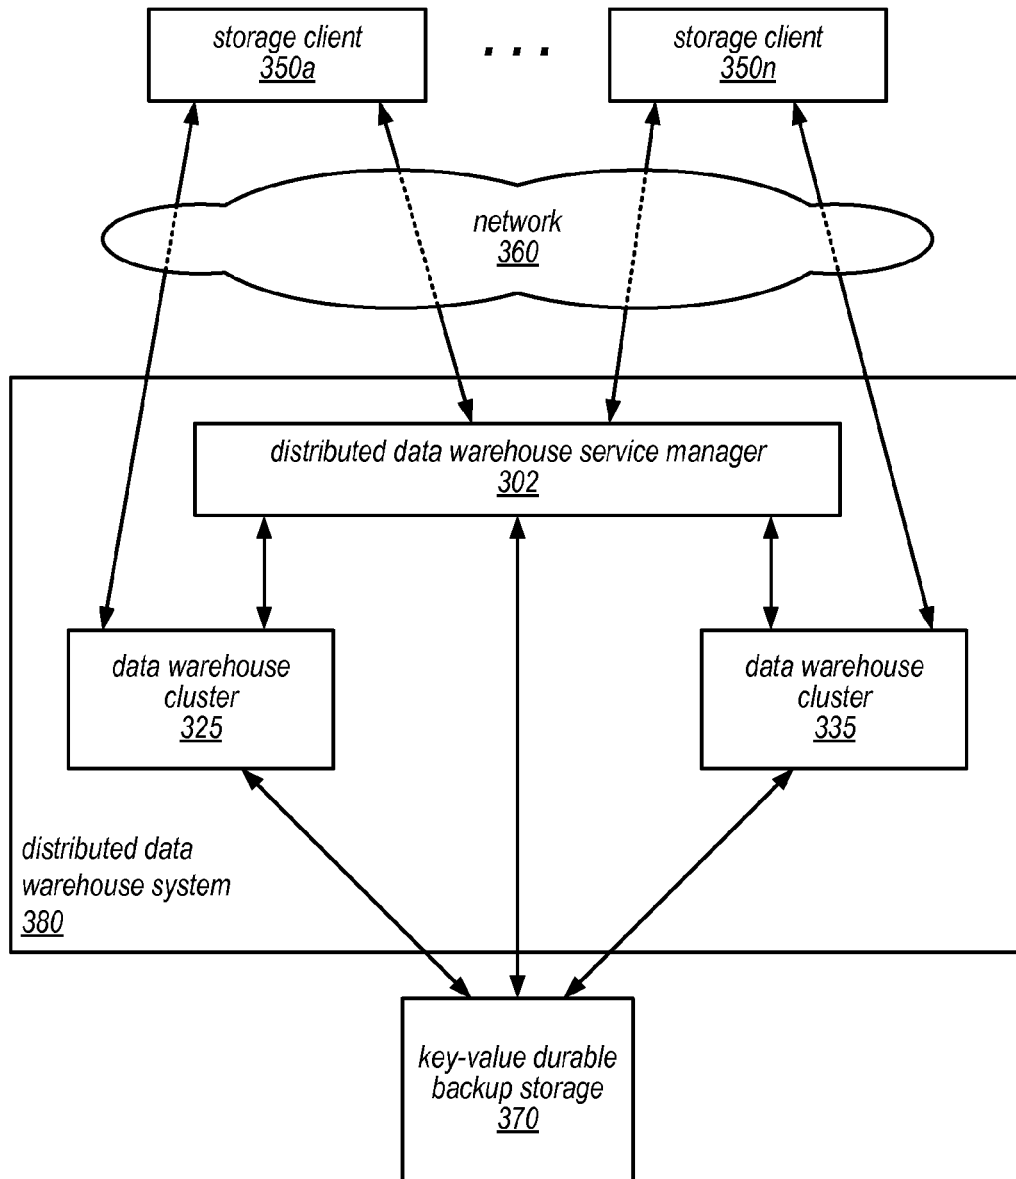 storage client
350a
. . .
storage client
350n
network
360
distributed data warehouse service manager
302
data warehouse
cluster
325
data warehouse
cluster
335
distributed data
warehouse system
380
key-value durable
backup storage
370